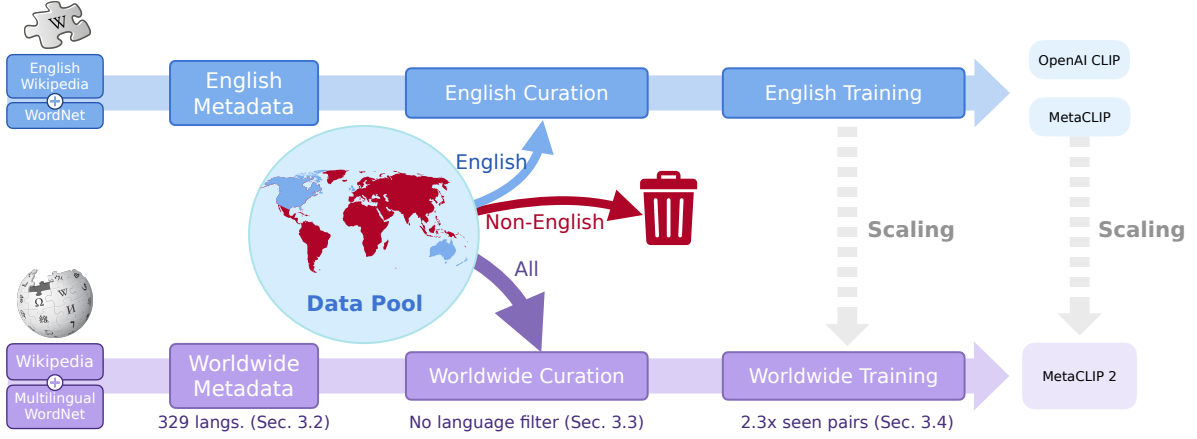 W
English
Wikipedia
+
WordNet
English
Metadata
English Curation
English Training
OpenAI CLIP
MetaCLIP
English
Non-English
All
Data Pool
Scaling
Scaling
Ω
W
И
Wikipedia
+
Multilingual
WordNet
Worldwide
Metadata
Worldwide Curation
Worldwide Training
MetaCLIP 2
329 langs. (Sec. 3.2)
No language filter (Sec. 3.3)
2.3x seen pairs (Sec. 3.4)